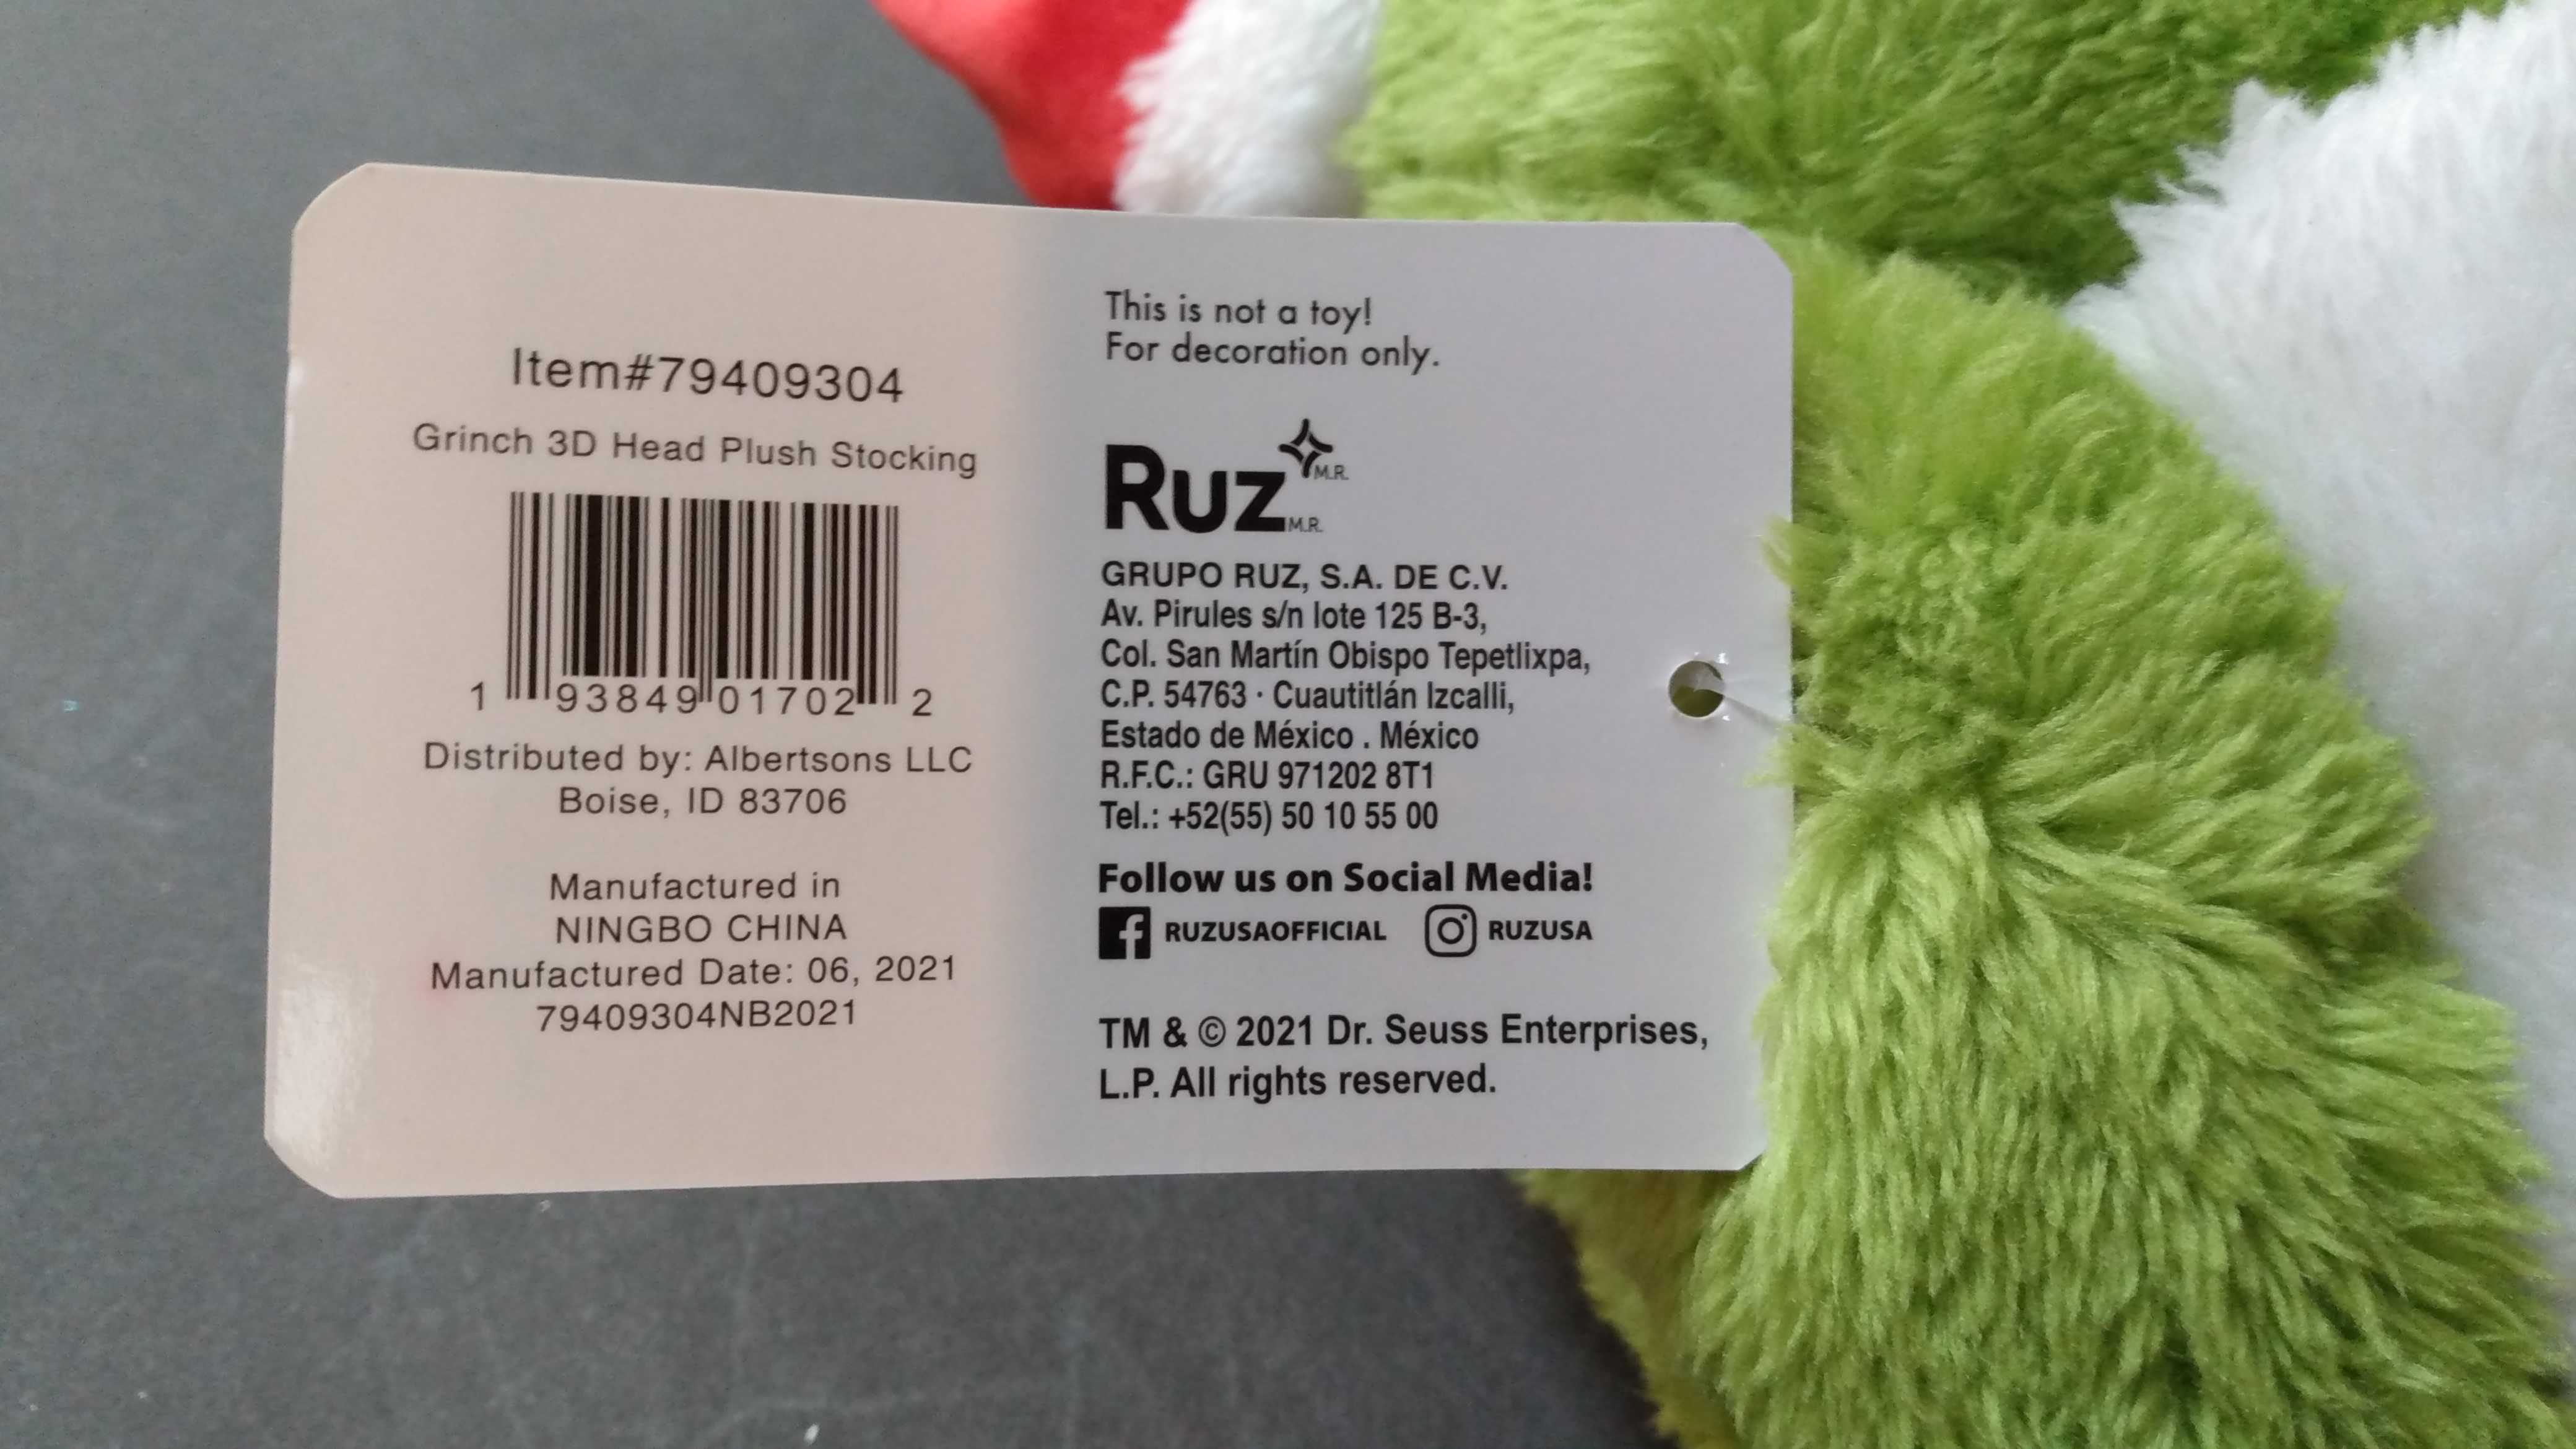 Item#79409304
Grinch 3D Head Plush Stocking
1 93849 01702 2
Distributed by: Albertsons LLC
Boise, ID 83706
Manufactured in
NINGBO CHINA
Manufactured Date: 06, 2021
79409304NB2021
This is not a toy!
For decoration only.
RUZ M.R. M.R.
GRUPO RUZ, S.A. DE C.V.
Av. Pirules s/n lote 125 B-3,
Col. San Martín Obispo Tepetlixpa,
C.P. 54763 · Cuautitlán Izcalli,
Estado de México . México
R.F.C.: GRU 971202 8T1
Tel.: +52(55) 50 10 55 00
Follow us on Social Media!
RUZUSAOFFICIAL RUZUSA
TM & © 2021 Dr. Seuss Enterprises,
L.P. All rights reserved.